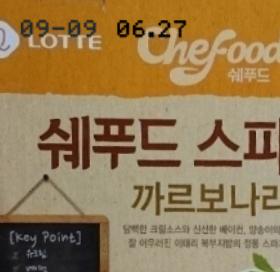 09-09 06.27
LOTTE
Chefood
쉐푸드
쉐푸드 스파
까르보나라
담백한 크림소스와 신선한 베이컨, 양송이의
잘 어우러진 이태리 북부지방의 정통 스파
[Key Point]